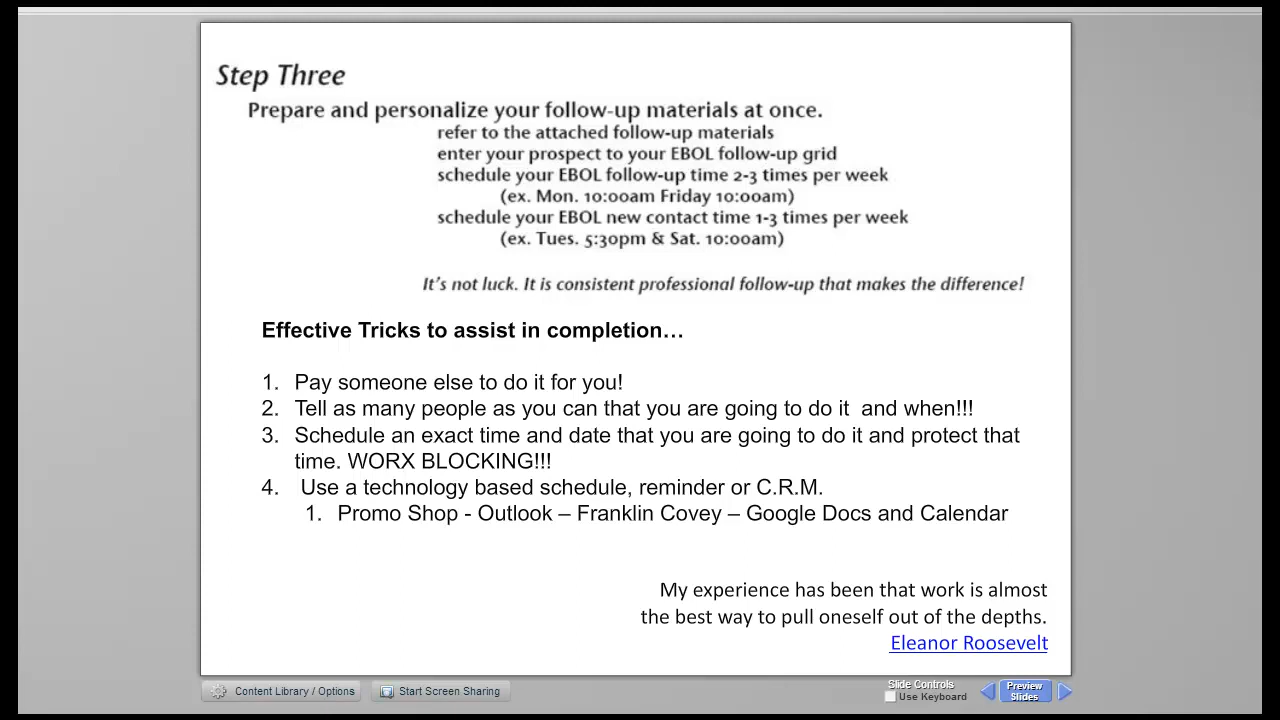 Step Three
Prepare and personalize your follow-up materials at once.
refer to the attached follow-up materials
enter your prospect to your EBOL follow-up grid
schedule your EBOL follow-up time 2-3 times per week
(ex. Mon. 10:00am Friday 10:00am)
schedule your EBOL new contact time 1-3 times per week
(ex. Tues. 5:30pm & Sat. 10:00am)
It's not luck. It is consistent professional follow-up that makes the difference!
Effective Tricks to assist in completion…
1. Pay someone else to do it for you!
2. Tell as many people as you can that you are going to do it and when!!!
3. Schedule an exact time and date that you are going to do it and protect that
time. WORX BLOCKING!!!
4. Use a technology based schedule, reminder or C.R.M.
1. Promo Shop - Outlook – Franklin Covey – Google Docs and Calendar
My experience has been that work is almost
the best way to pull oneself out of the depths.
Eleanor Roosevelt
Content Library / Options
Start Screen Sharing
Slide Controls
Use Keyboard
Preview
Slides